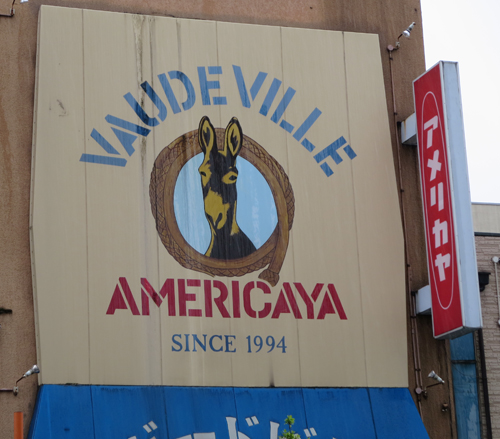 VAUDEVILLE
AMERICAYA
SINCE 1994
アメリカヤ